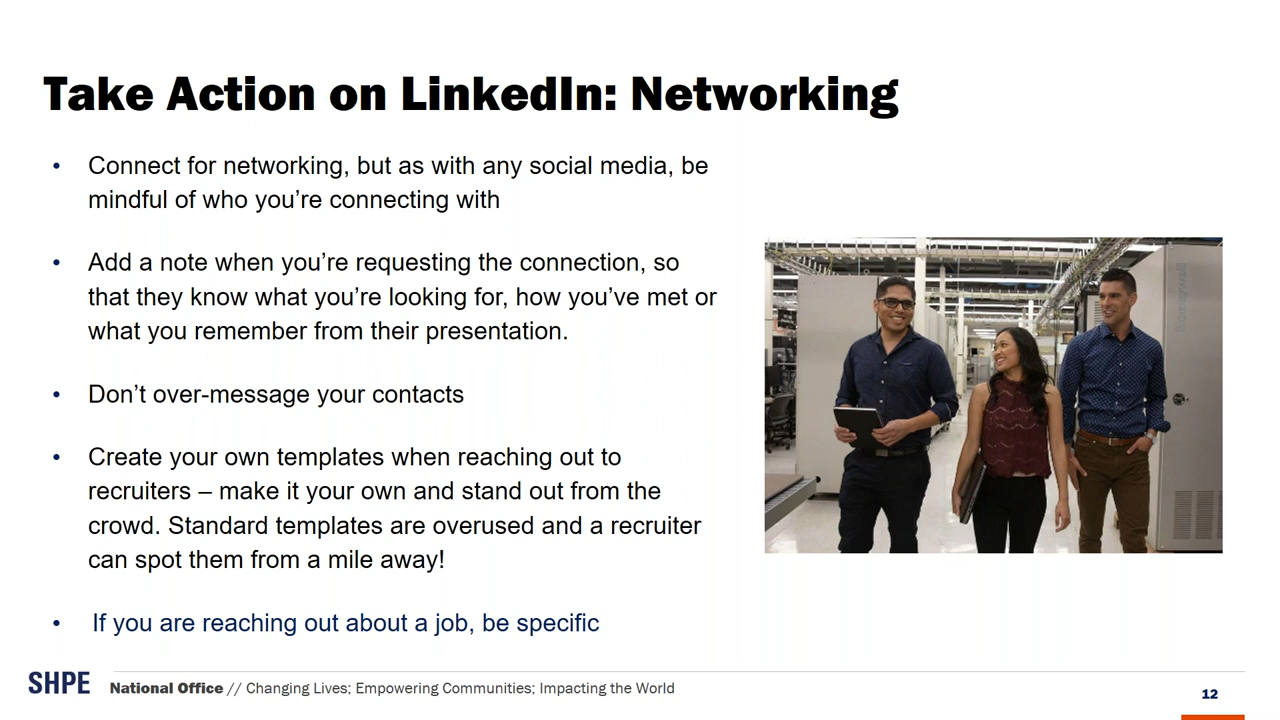 Take Action on LinkedIn: Networking
• Connect for networking, but as with any social media, be
mindful of who you’re connecting with
• Add a note when you’re requesting the connection, so
that they know what you’re looking for, how you’ve met or
what you remember from their presentation.
• Don’t over-message your contacts
• Create your own templates when reaching out to
recruiters – make it your own and stand out from the
crowd. Standard templates are overused and a recruiter
can spot them from a mile away!
• If you are reaching out about a job, be specific
SHPE National Office // Changing Lives; Empowering Communities; Impacting the World
12